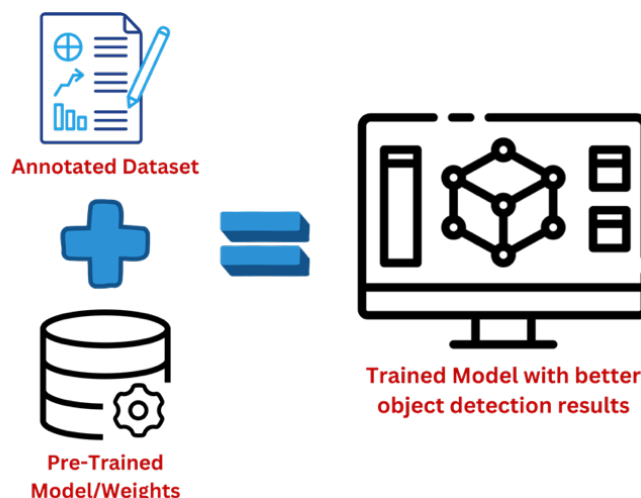 Annotated Dataset
Pre-Trained
Model/Weights
Trained Model with better
object detection results